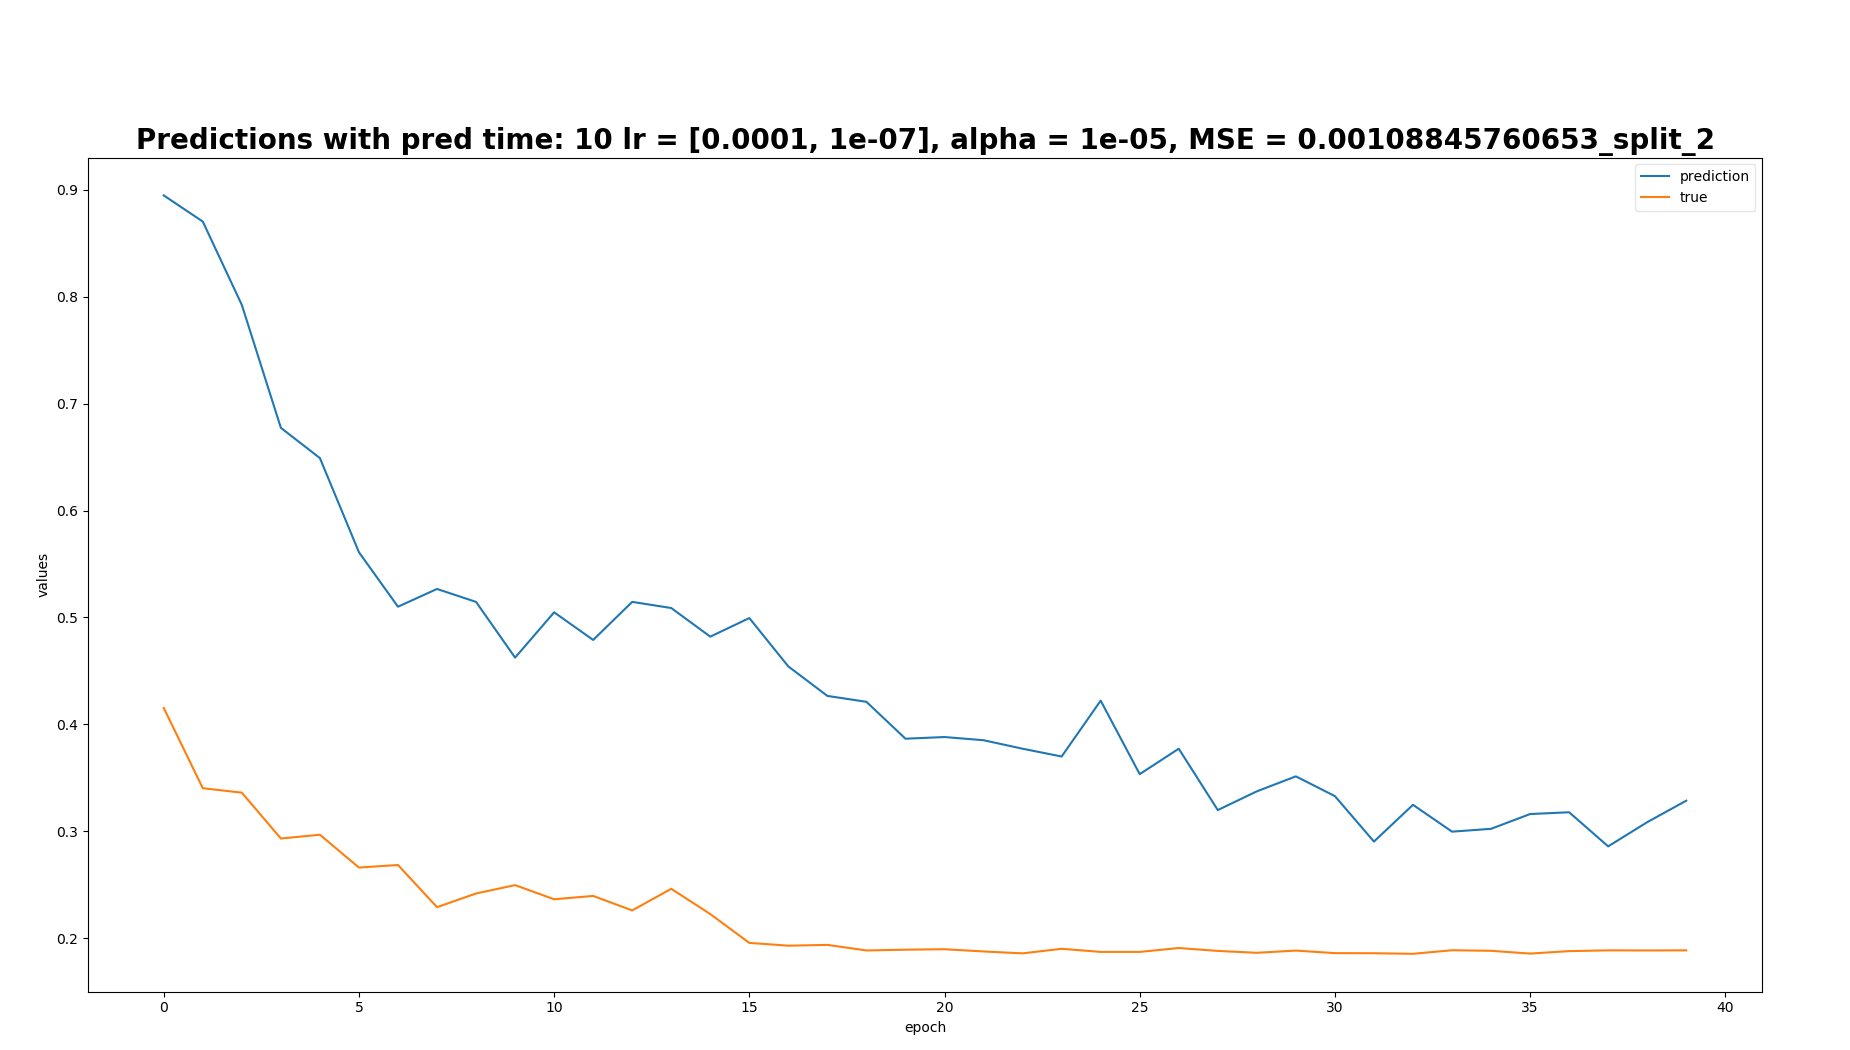 Predictions with pred time: 10 lr = [0.0001, 1e-07], alpha = 1e-05, MSE = 0.00108845760653_split_2
prediction
true
0.9
0.8
0.7
0.6
0.5
0.4
0.3
0.2
values
0 5 10 15 20 25 30 35 40
epoch